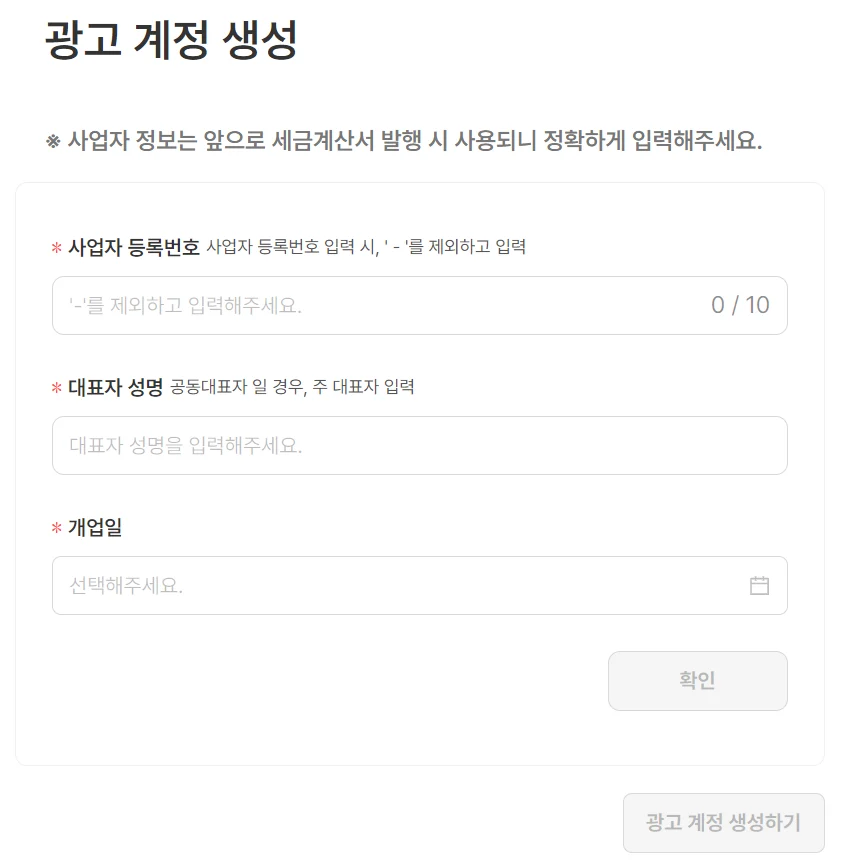 광고 계정 생성
※ 사업자 정보는 앞으로 세금계산서 발행 시 사용되니 정확하게 입력해주세요.
* 사업자 등록번호 사업자 등록번호 입력 시, ' - '를 제외하고 입력
'-'를 제외하고 입력해주세요. 0 / 10
* 대표자 성명 공동대표자 일 경우, 주 대표자 입력
대표자 성명을 입력해주세요.
* 개업일
선택해주세요.
확인
광고 계정 생성하기